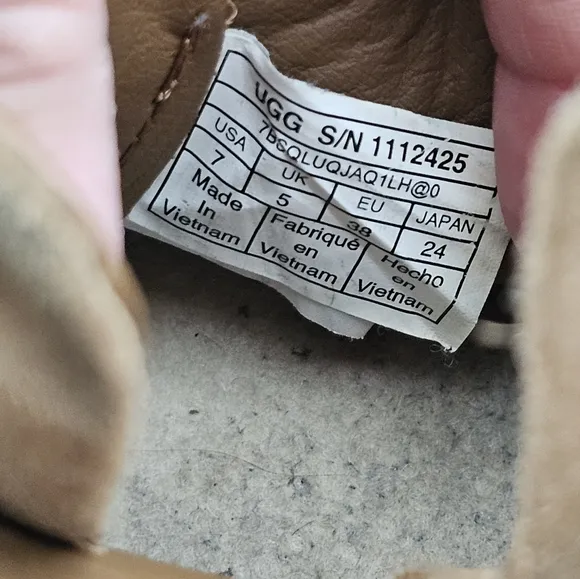 UGG S/N 1112425
7BSQLUQJAQ1LH@0
USA UK EU JAPAN
7 5 38 24
Made Fabriqué Hecho
In en en
Vietnam Vietnam Vietnam